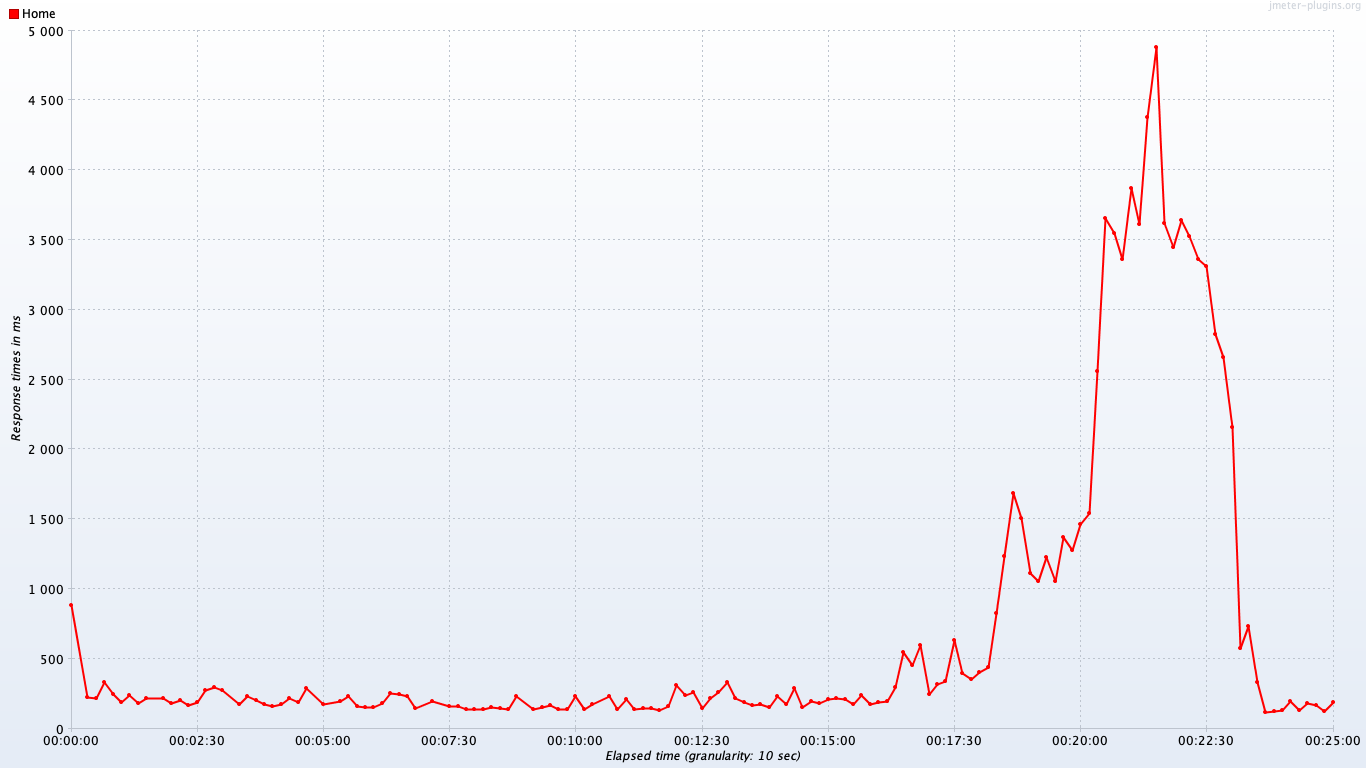 Home
jmeter-plugins.org
5 000
4 500
4 000
3 500
3 000
2 500
2 000
1 500
1 000
500
0
Response times in ms
00:00:00 00:02:30 00:05:00 00:07:30 00:10:00 00:12:30 00:15:00 00:17:30 00:20:00 00:22:30 00:25:00
Elapsed time (granularity: 10 sec)